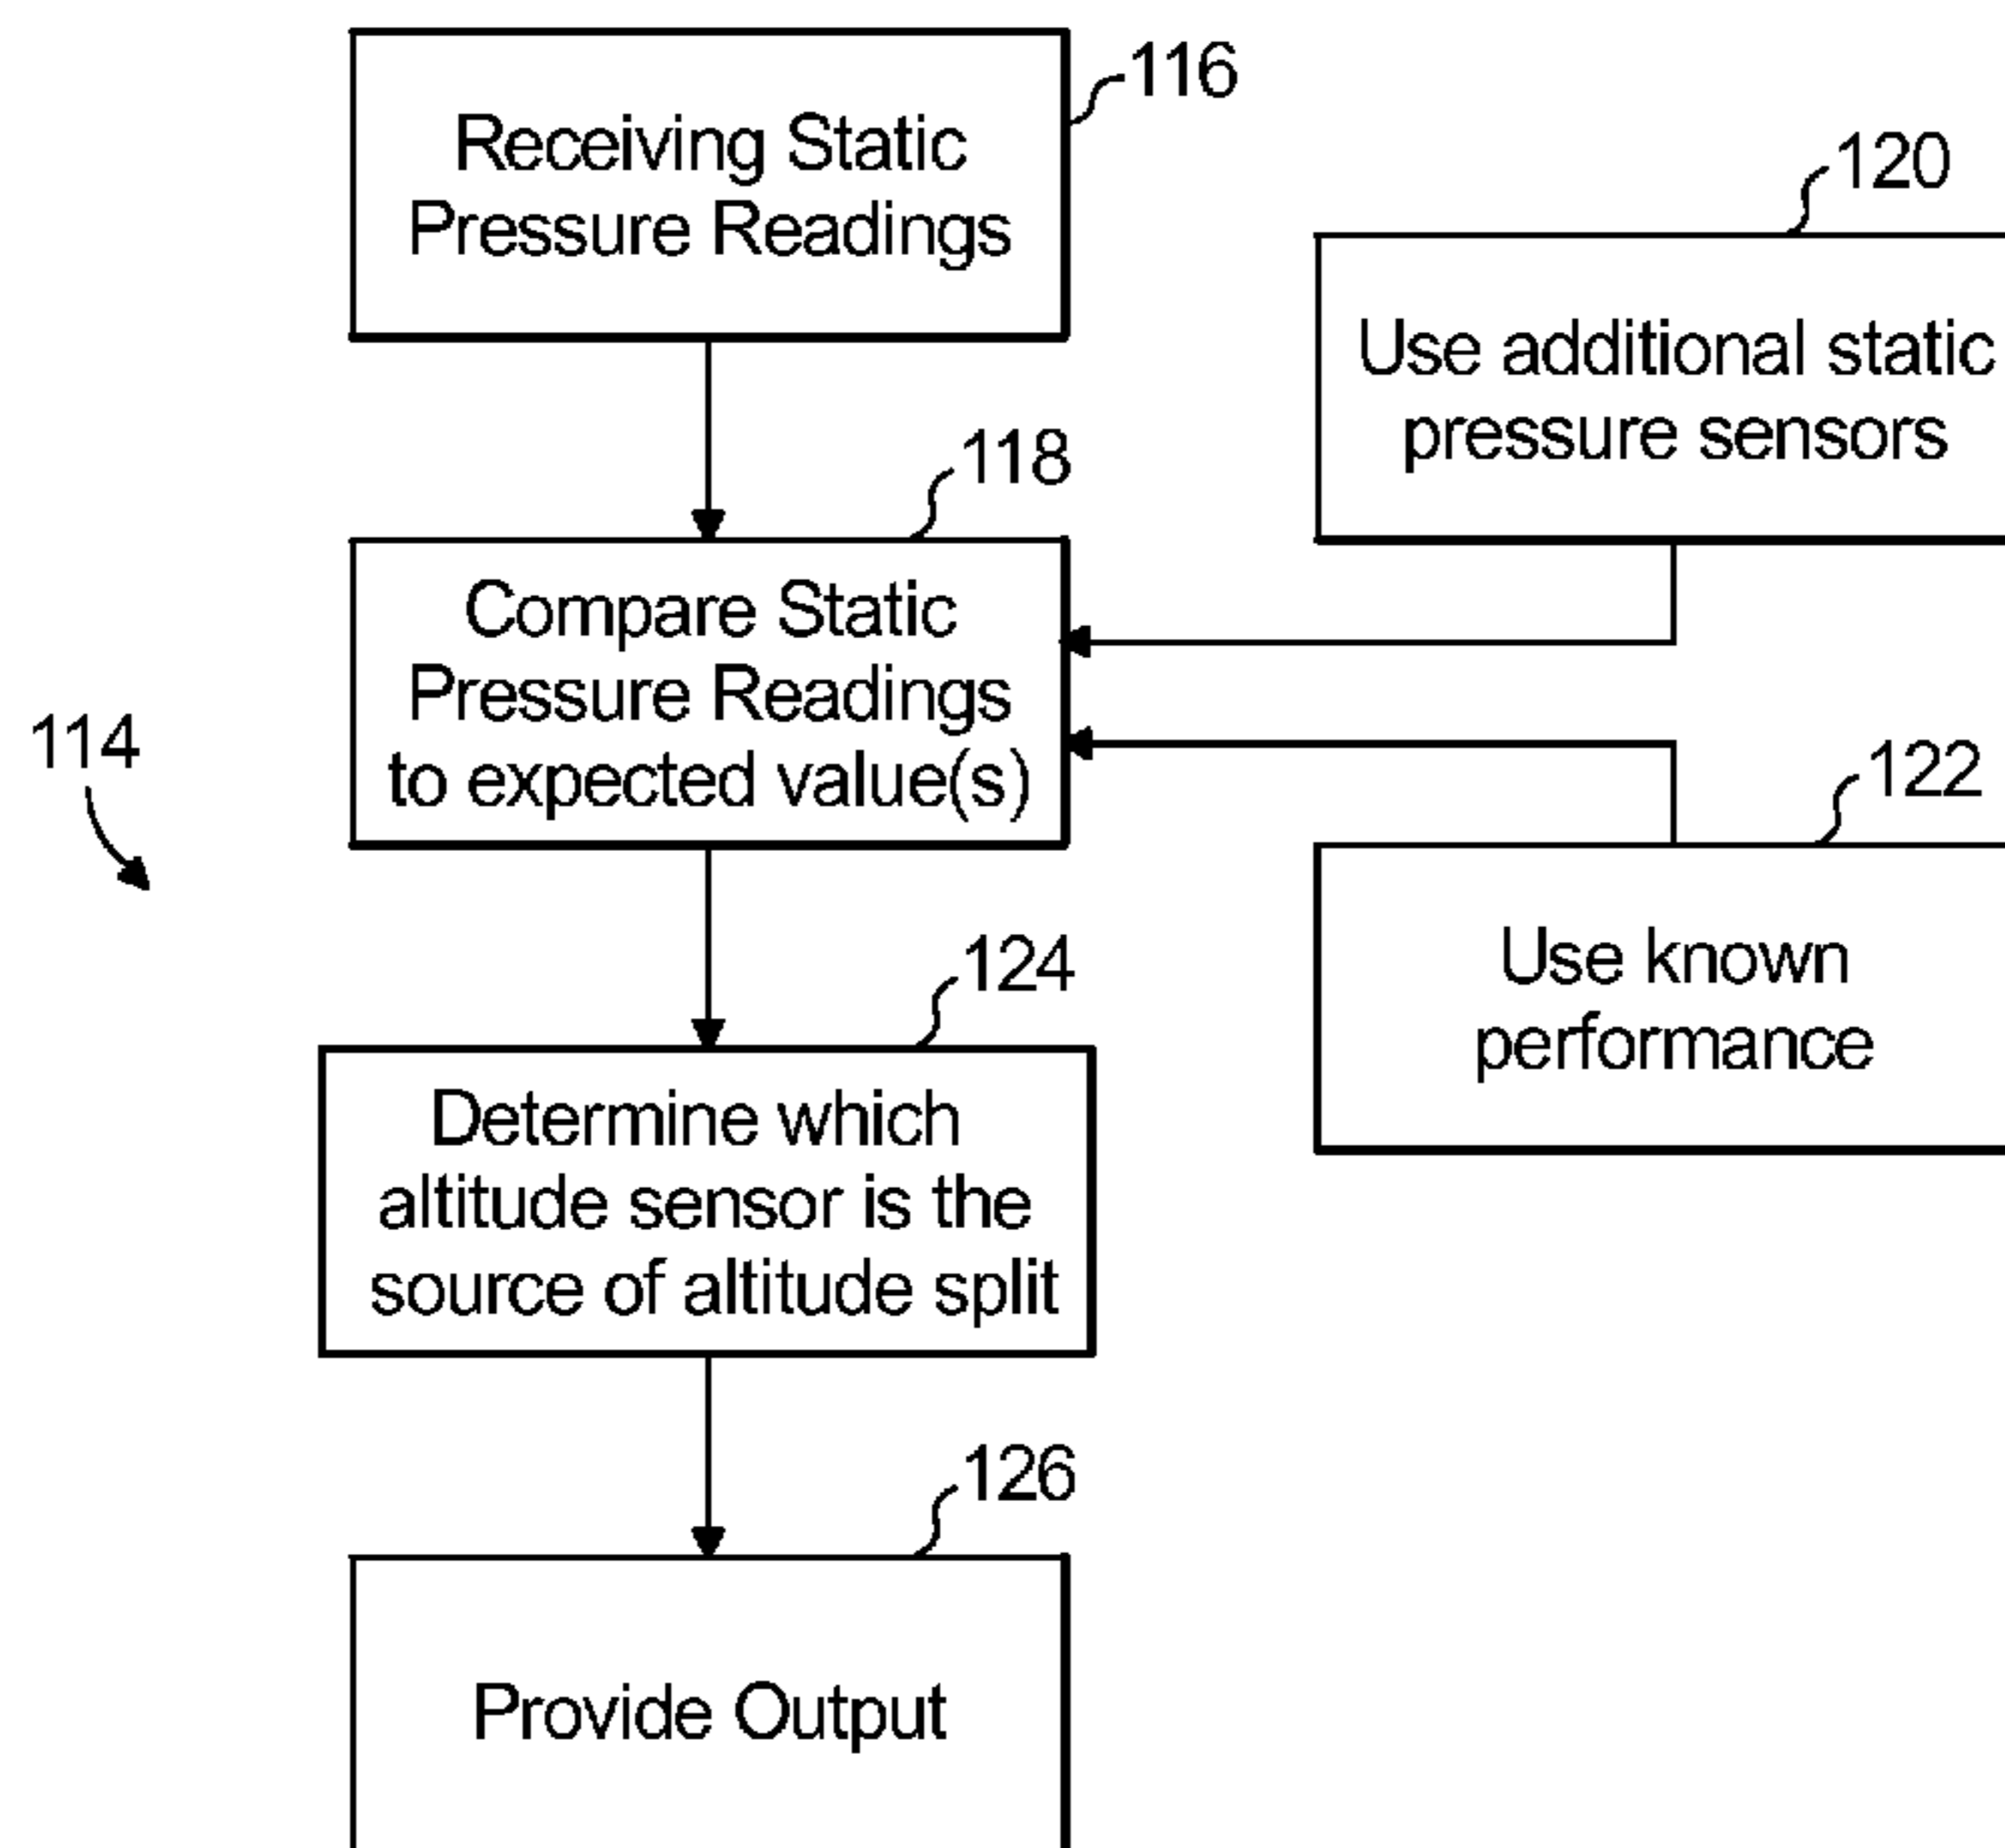 116
Receiving Static
Pressure Readings
120
Use additional static
pressure sensors
118
Compare Static
Pressure Readings
to expected value(s)
114
122
Use known
performance
124
Determine which
altitude sensor is the
source of altitude split
126
Provide Output